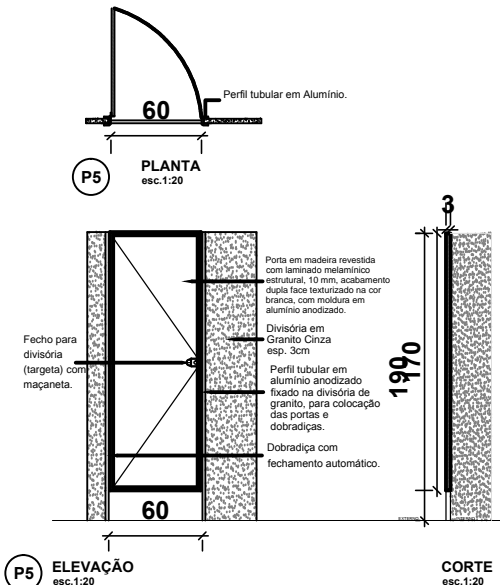 Perfil tubular em Alumínio.
60
P5
PLANTA
esc.1:20
3
Porta em madeira revestida
com laminado melamínico
estrutural, 10 mm, acabamento
dupla face texturizado na cor
branca, com moldura em
alumínio anodizado.
Divisória em
Granito Cinza
esp. 3cm
Fecho para
divisória
(targeta) com
maçaneta.
Perfil tubular em
alumínio anodizado
fixado na divisória de
granito, para colocação
das portas e
dobradiças.
Dobradiça com
fechamento automático.
190
170
60
EXTERNO
INTERNO
P5
ELEVAÇÃO
esc.1:20
CORTE
esc.1:20